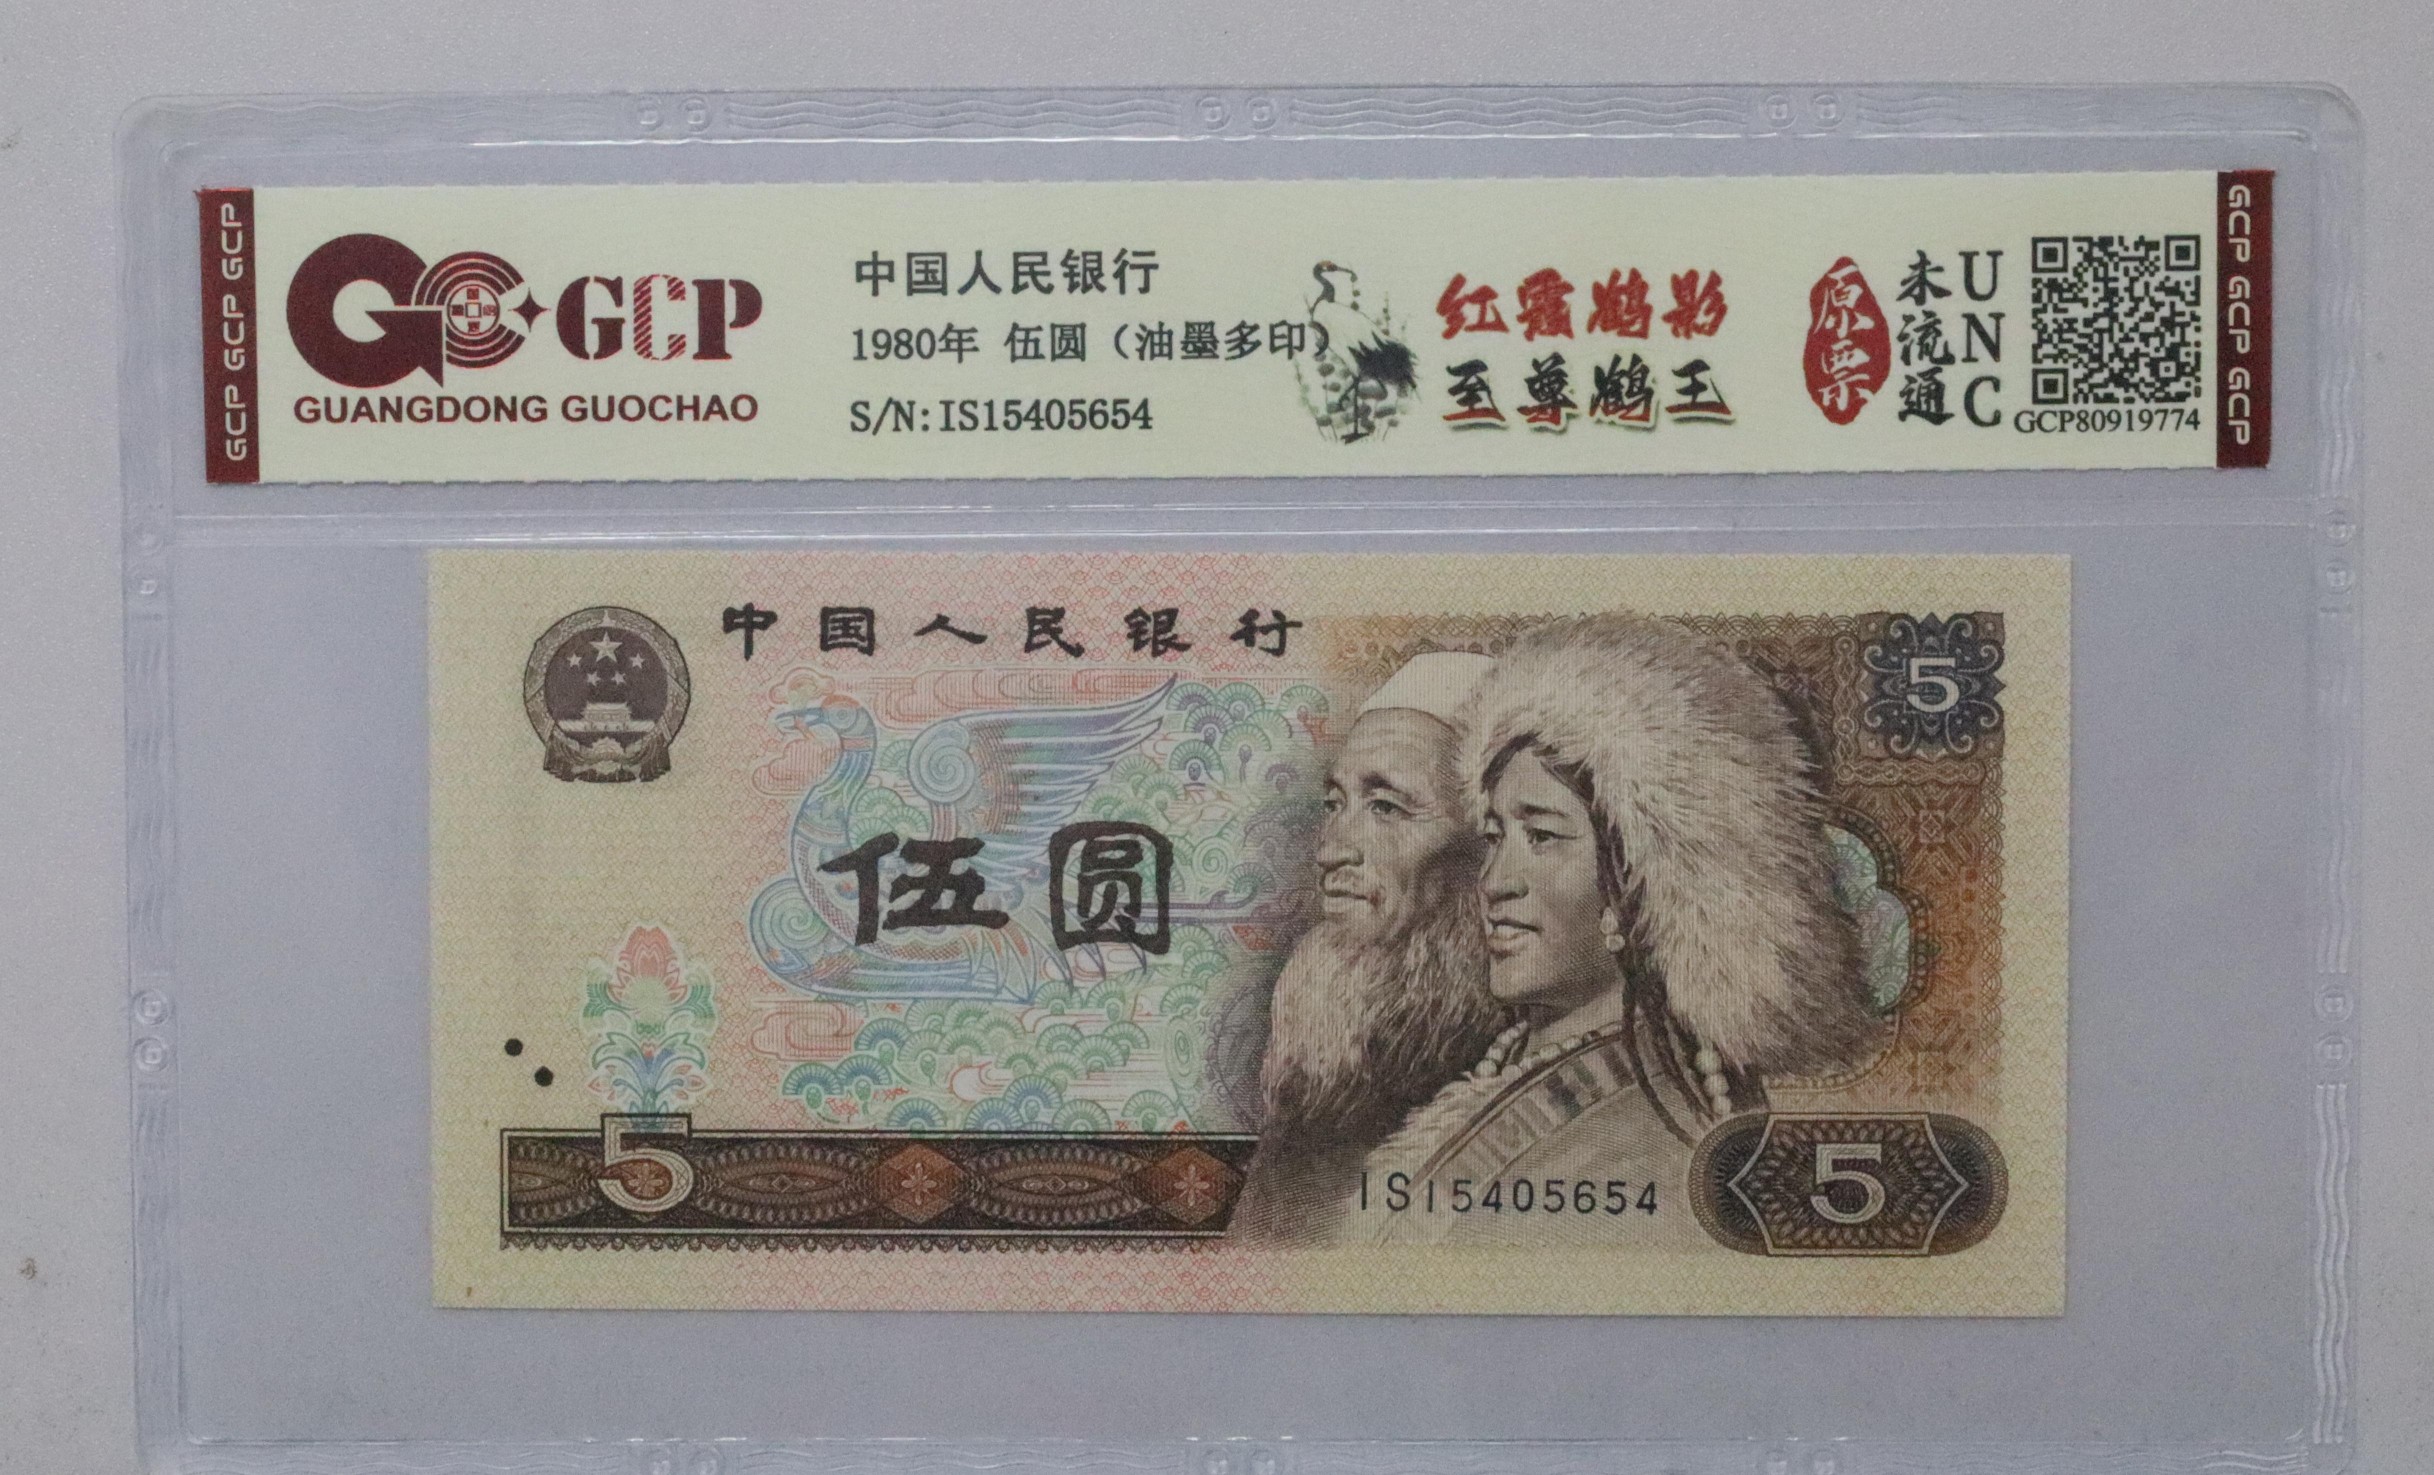 GCP GCP GCP
GCP
GUANGDONG GUOCHAO
中国人民银行
1980年 伍圆（油墨多印）
S/N:IS15405654
红霞鹤影
至尊鹤王
原票
未流通
UNC
GCP80919774
GCP GCP GCP
中国人民银行
5
伍圆
5
IS15405654
5